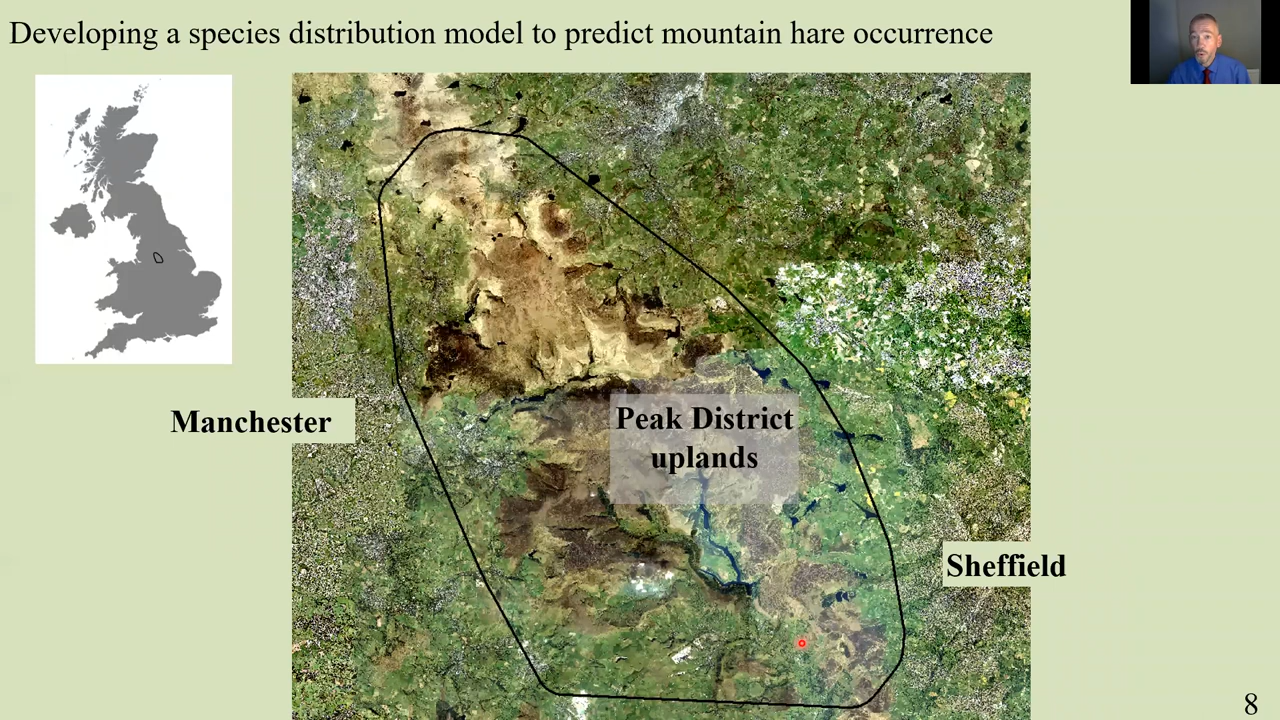 Developing a species distribution model to predict mountain hare occurrence
Manchester
Peak District
uplands
Sheffield
8